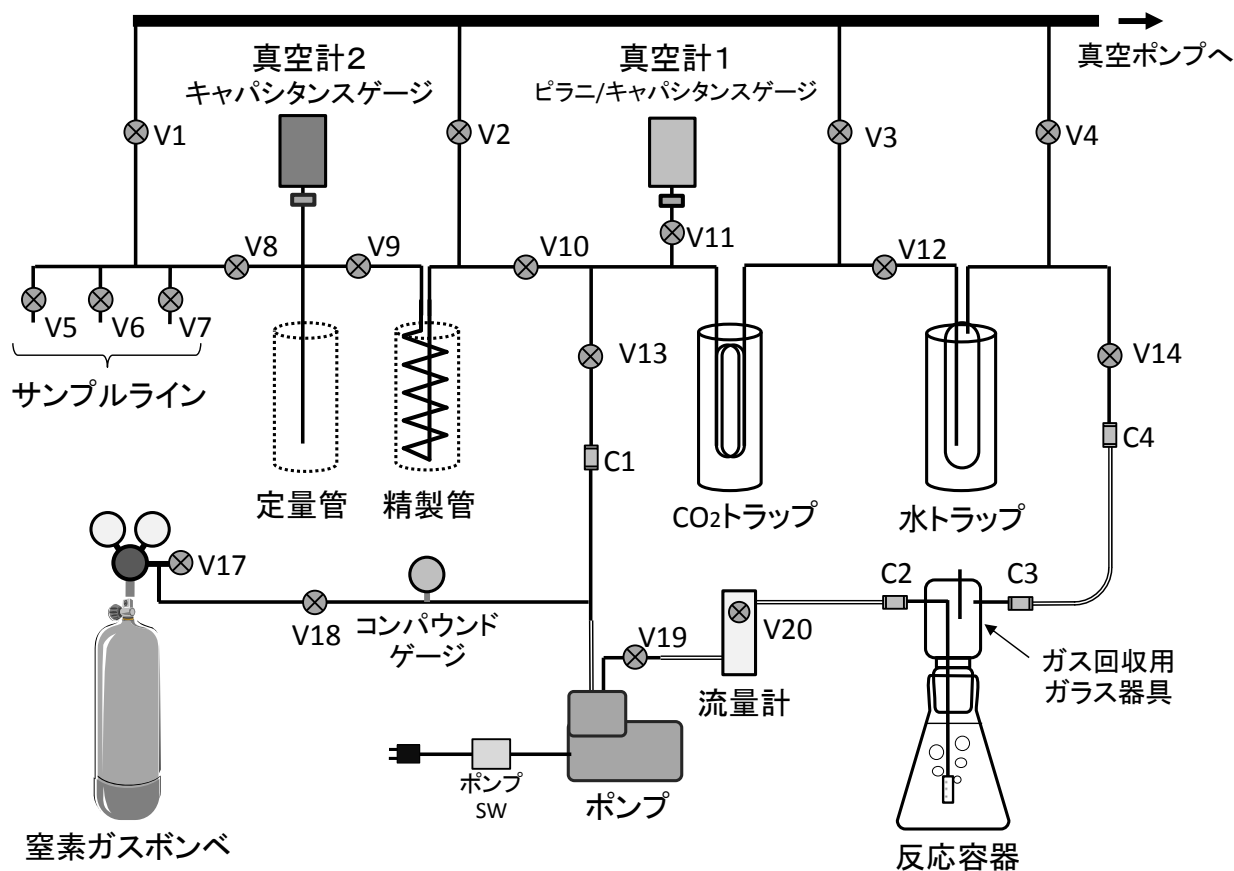 真空ポンプへ
真空計2
キャパシタンスゲージ
真空計1
ピラニ/キャパシタンスゲージ
V1
V2
V3
V4
V8
V9
V10
V11
V12
V5
V6
V7
サンプルライン
V13
V14
C1
C4
定量管
精製管
CO2トラップ
水トラップ
V17
V18
コンパウンド
ゲージ
V19
V20
流量計
C2
C3
ガス回収用
ガラス器具
ポンプ
SW
ポンプ
窒素ガスボンベ
反応容器